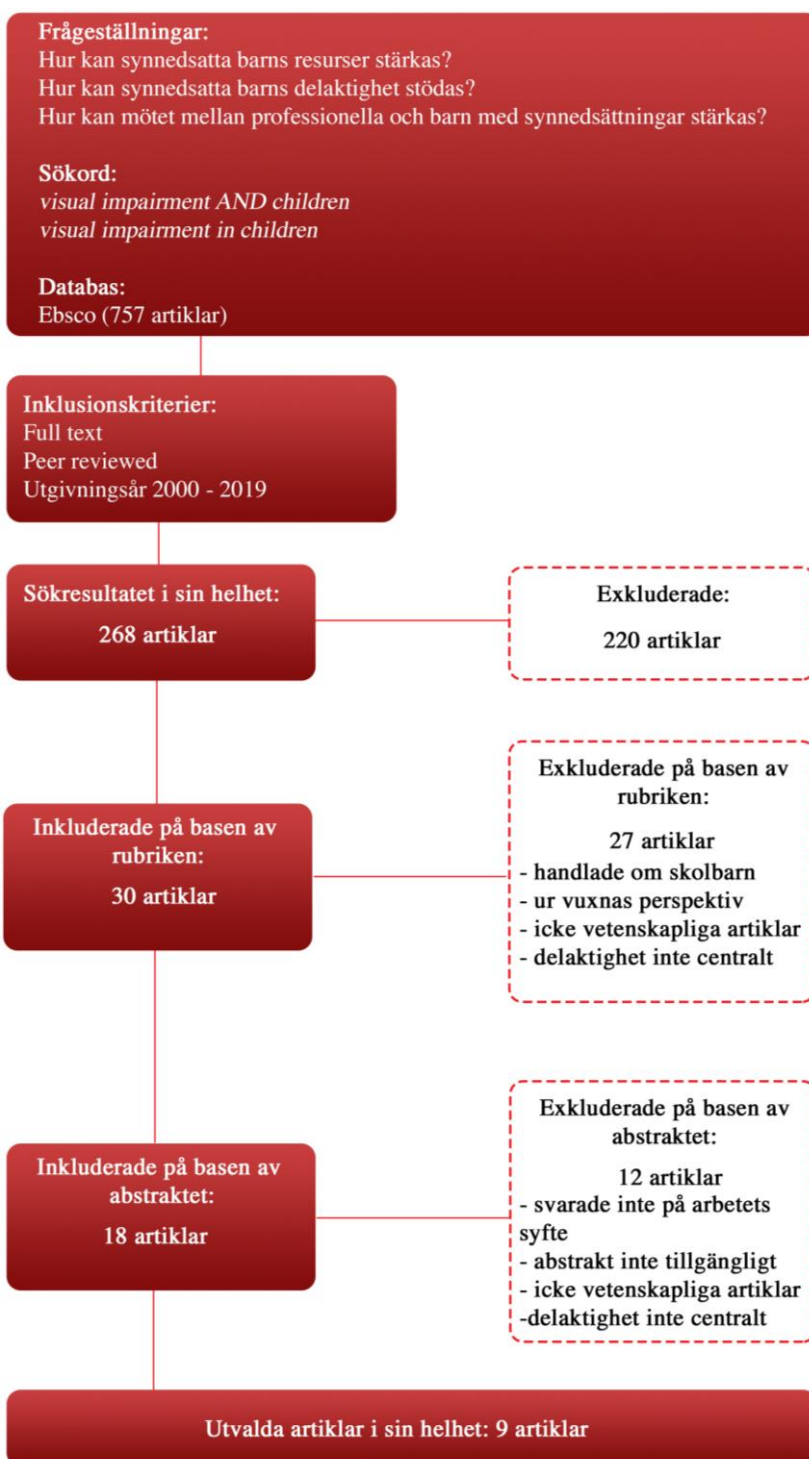 Frågeställningar:
Hur kan synnedsatta barns resurser stärkas?
Hur kan synnedsatta barns delaktighet stödas?
Hur kan mötet mellan professionella och barn med synnedsättningar stärkas?
Sökord:
visual impairment AND children
visual impairment in children
Databas:
Ebsco (757 artiklar)
Inklusionskriterier:
Full text
Peer reviewed
Utgivningsår 2000 - 2019
Sökresultatet i sin helhet:
268 artiklar
Exkluderade:
220 artiklar
Inkluderade på basen av
rubriken:
30 artiklar
Exkluderade på basen av
rubriken:
27 artiklar
- handlade om skolbarn
- ur vuxnas perspektiv
- icke vetenskapliga artiklar
- delaktighet inte centralt
Inkluderade på basen av
abstraktet:
18 artiklar
Exkluderade på basen av
abstraktet:
12 artiklar
- svarade inte på arbetets
syfte
- abstrakt inte tillgängligt
- icke vetenskapliga artiklar
-delaktighet inte centralt
Utvalda artiklar i sin helhet: 9 artiklar